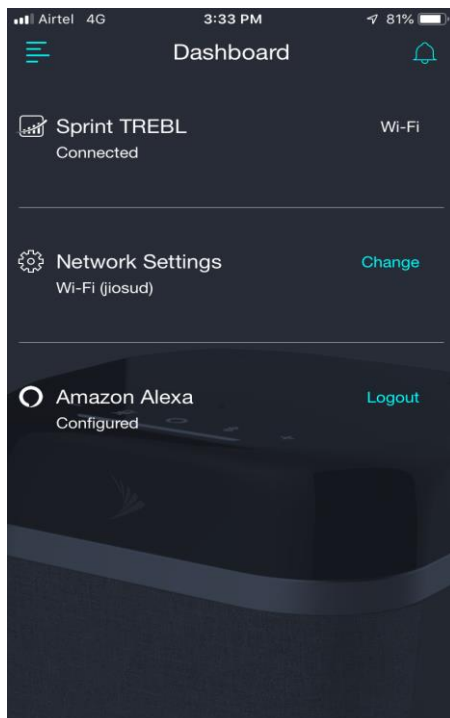 Airtel 4G 3:33 PM 81%
Dashboard
Sprint TREBL Wi-Fi
Connected
Network Settings Change
Wi-Fi (jiosud)
Amazon Alexa Logout
Configured